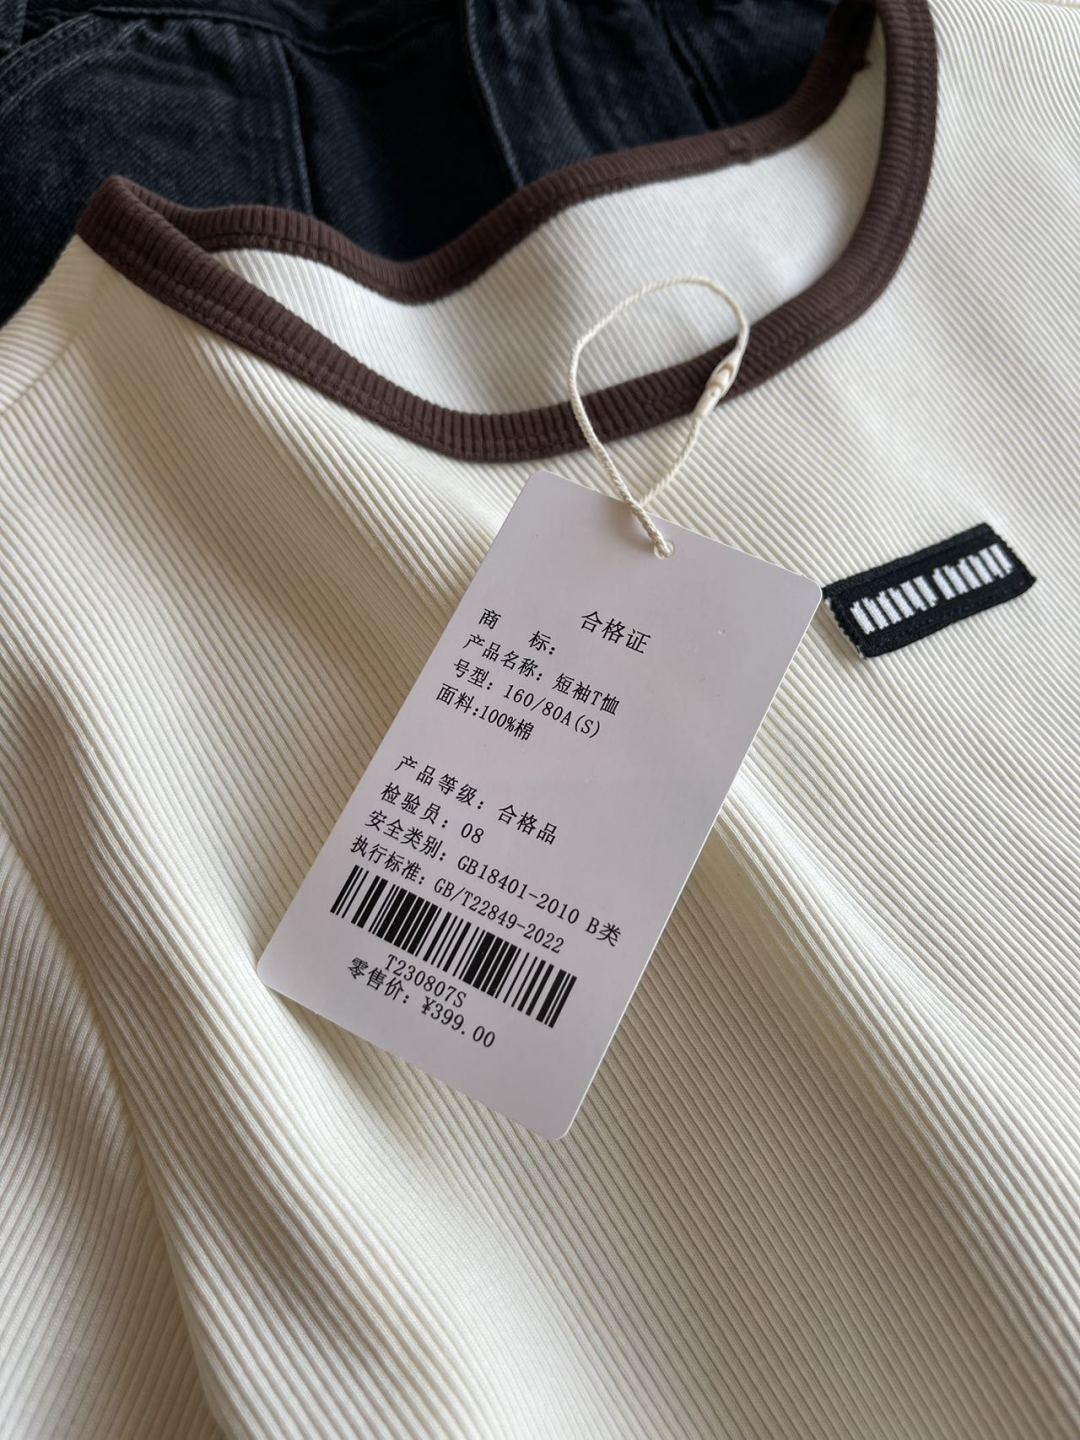 合格证
商 标:
产品名称: 短袖T恤
号型: 160/80A(S)
面料:100%棉
产品等级: 合格品
检验员: 08
安全类别: GB18401-2010 B类
执行标准: GB/T22849-2022
T230807S
零售价: ¥399.00